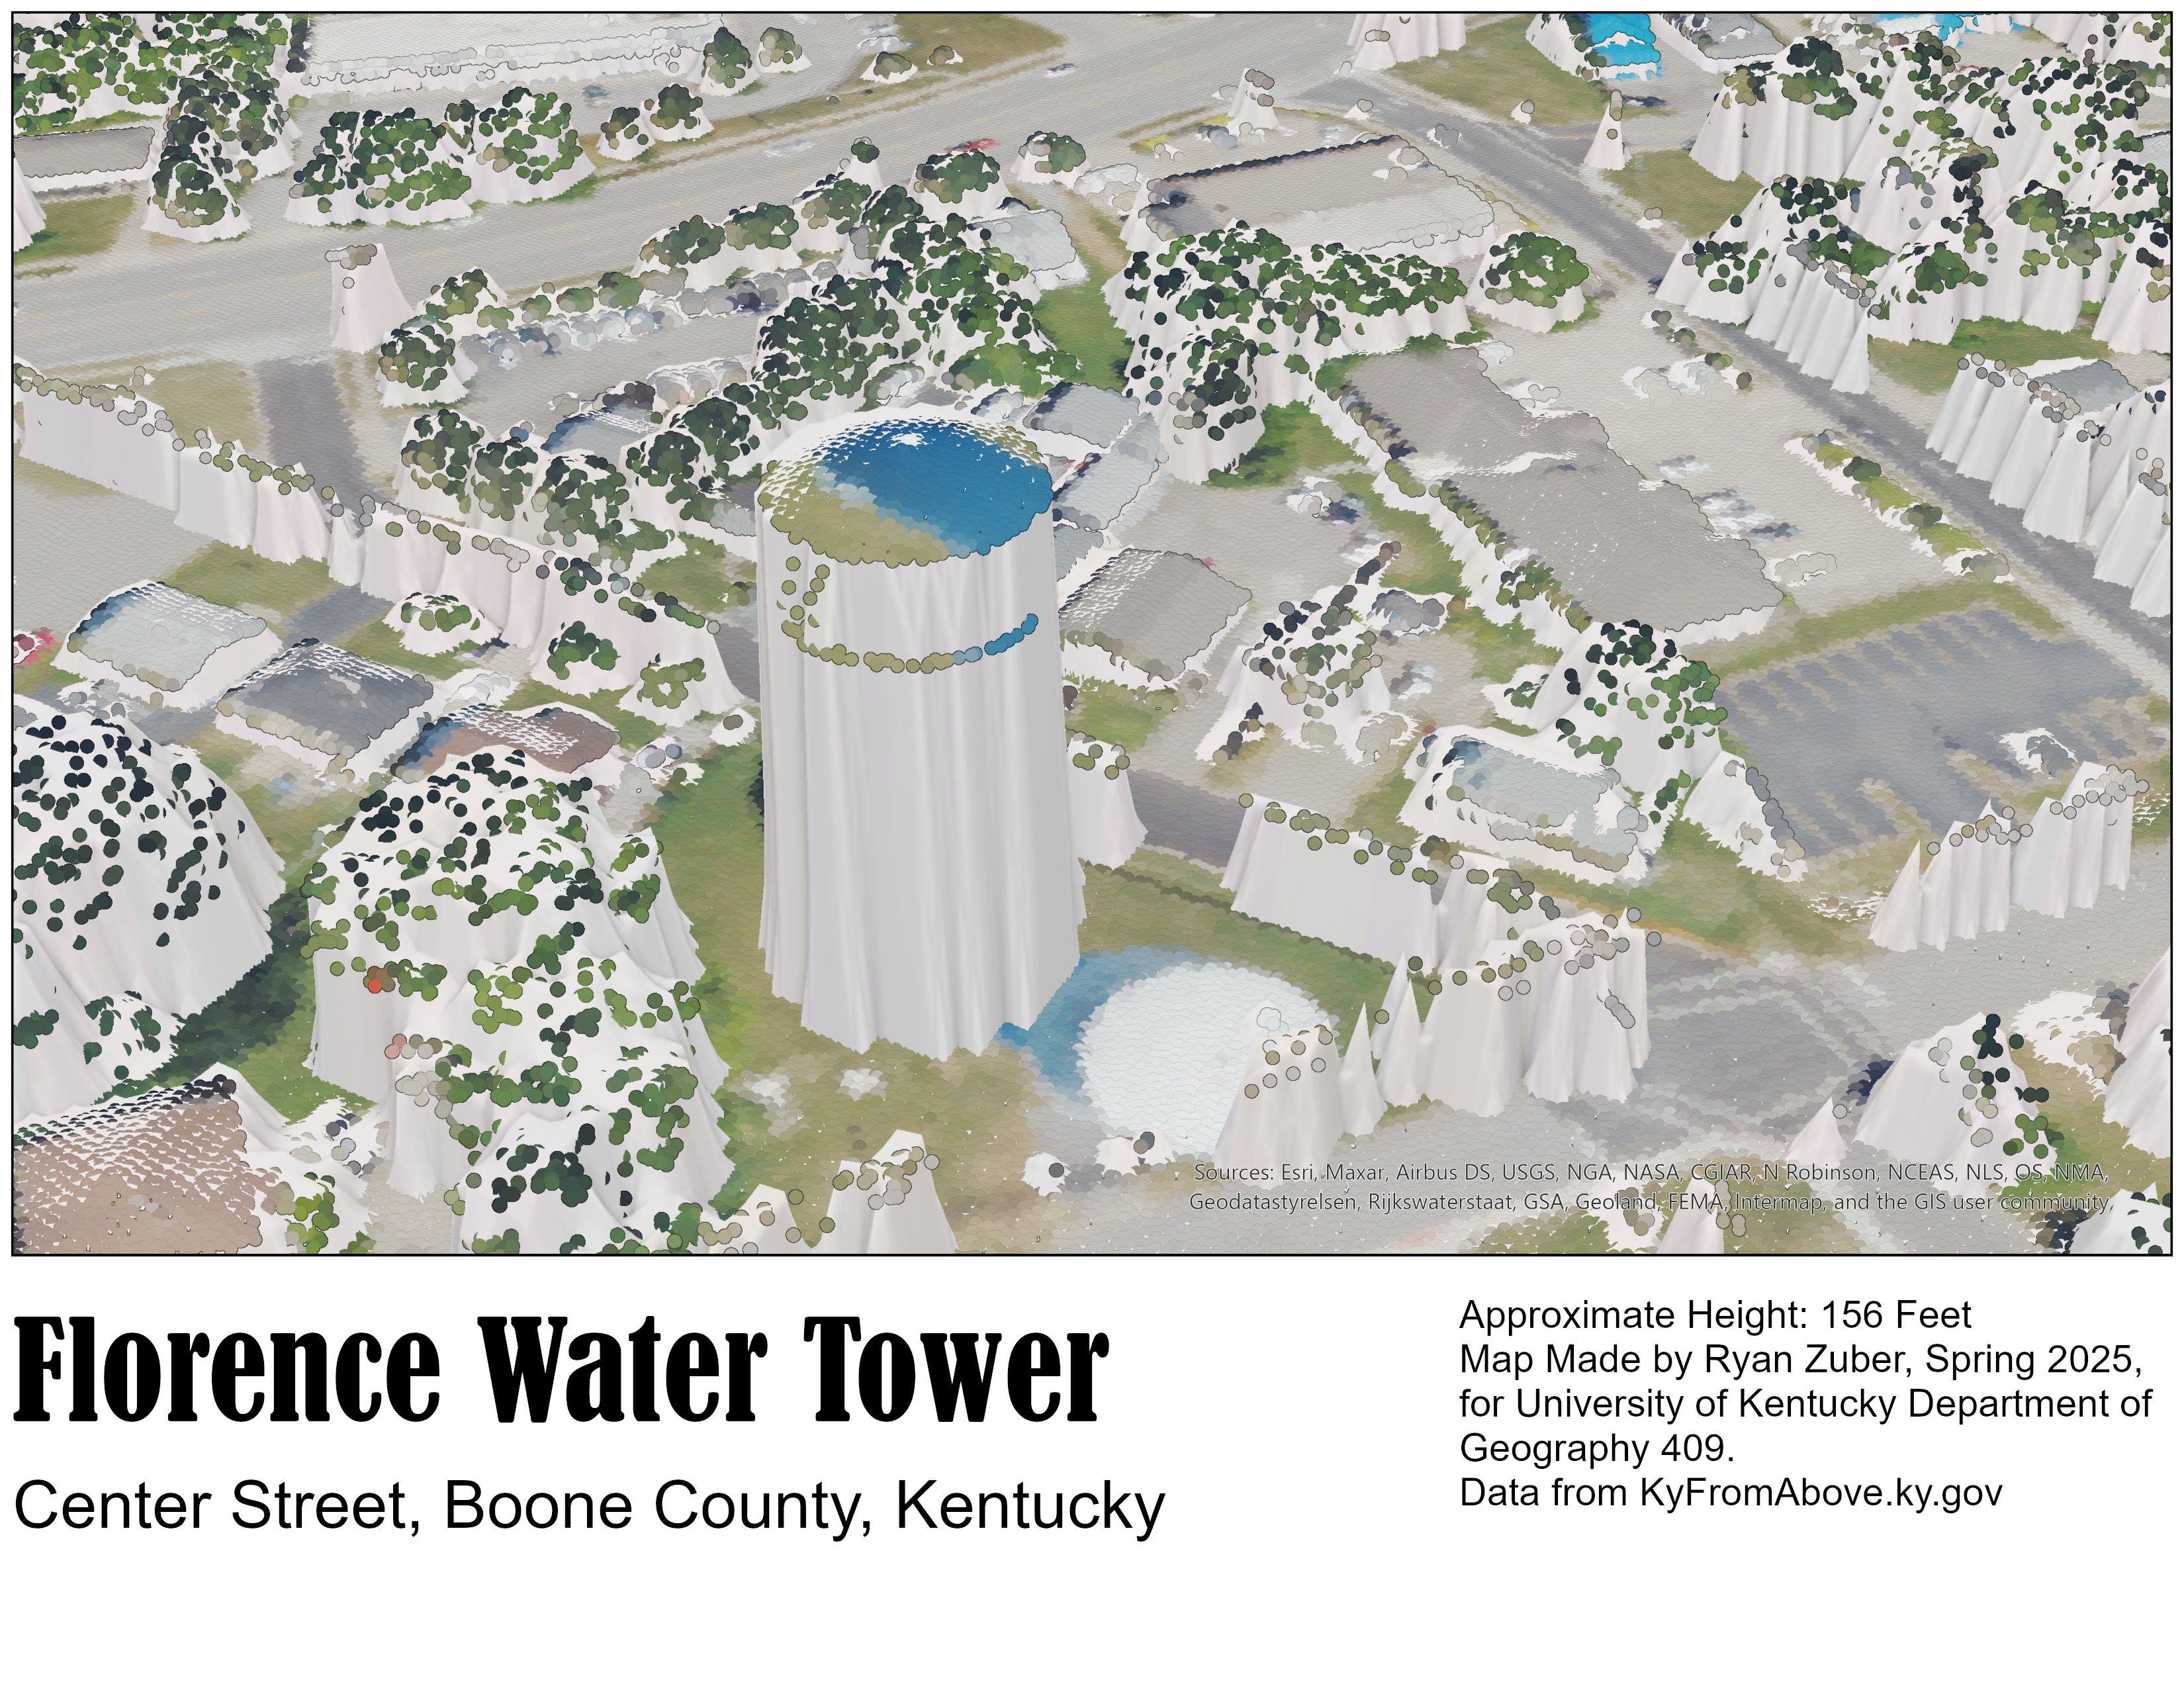 Sources: Esri, Maxar, Airbus DS, USGS, NGA, NASA, CGIAR, N Robinson, NCEAS, NLS, OS, NMA,
Geodatastyrelsen, Rijkswaterstaat, GSA, Geoland, FEMA, Intermap, and the GIS user community
Florence Water Tower
Center Street, Boone County, Kentucky
Approximate Height: 156 Feet
Map Made by Ryan Zuber, Spring 2025,
for University of Kentucky Department of
Geography 409.
Data from KyFromAbove.ky.gov